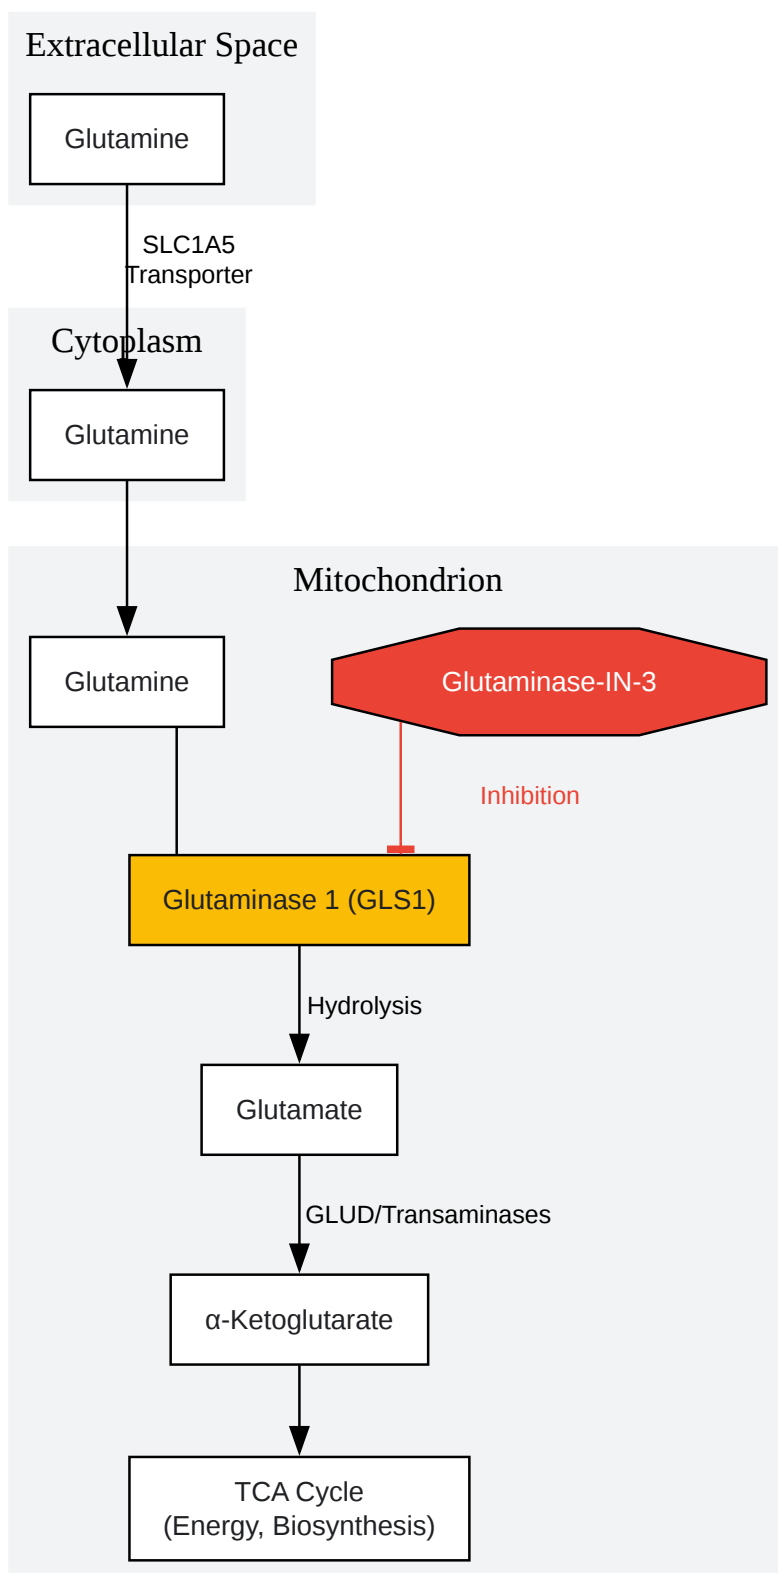 Extracellular Space
Glutamine
SLC1A5
Transporter
Cytoplasm
Glutamine
Mitochondrion
Glutamine
Glutaminase-IN-3
Inhibition
Glutaminase 1 (GLS1)
Hydrolysis
Glutamate
GLUD/Transaminases
α-Ketoglutarate
TCA Cycle
(Energy, Biosynthesis)